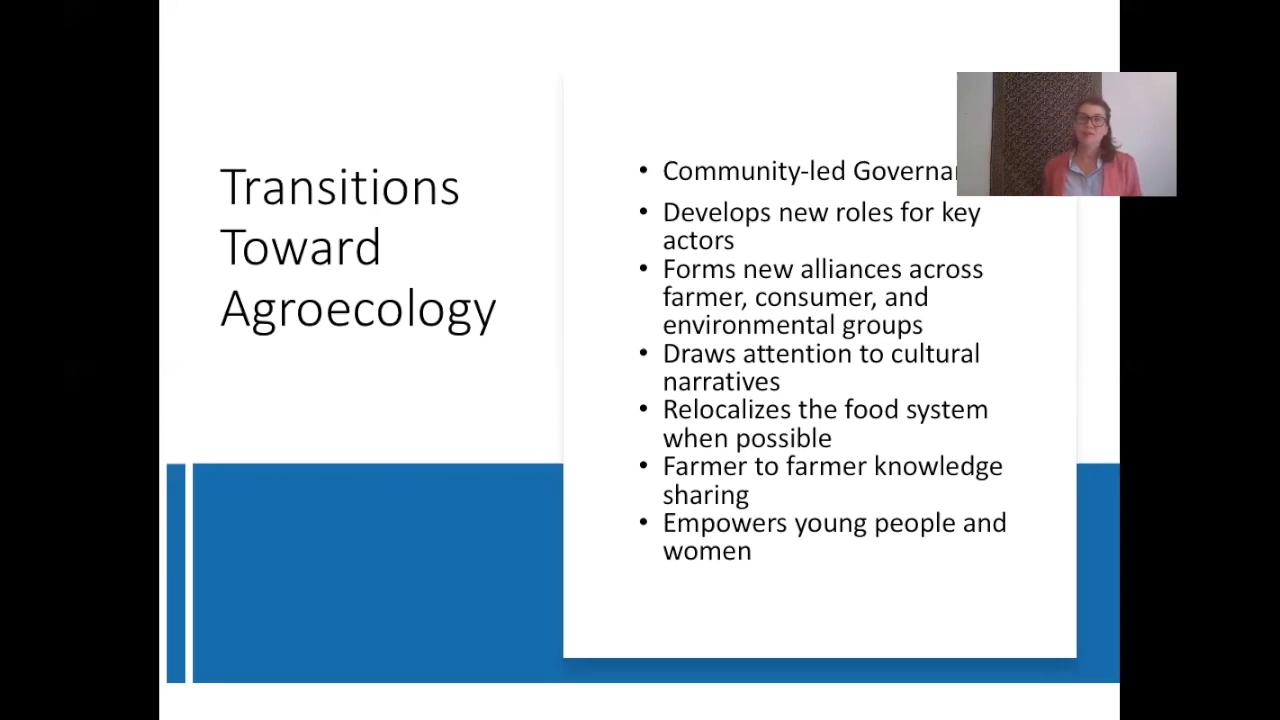 Transitions
Toward
Agroecology
• Community-led
• Develops new roles for key
actors
• Forms new alliances across
farmer, consumer, and
environmental groups
• Draws attention to cultural
narratives
• Relocalizes the food system
when possible
• Farmer to farmer knowledge
sharing
• Empowers young people and
women